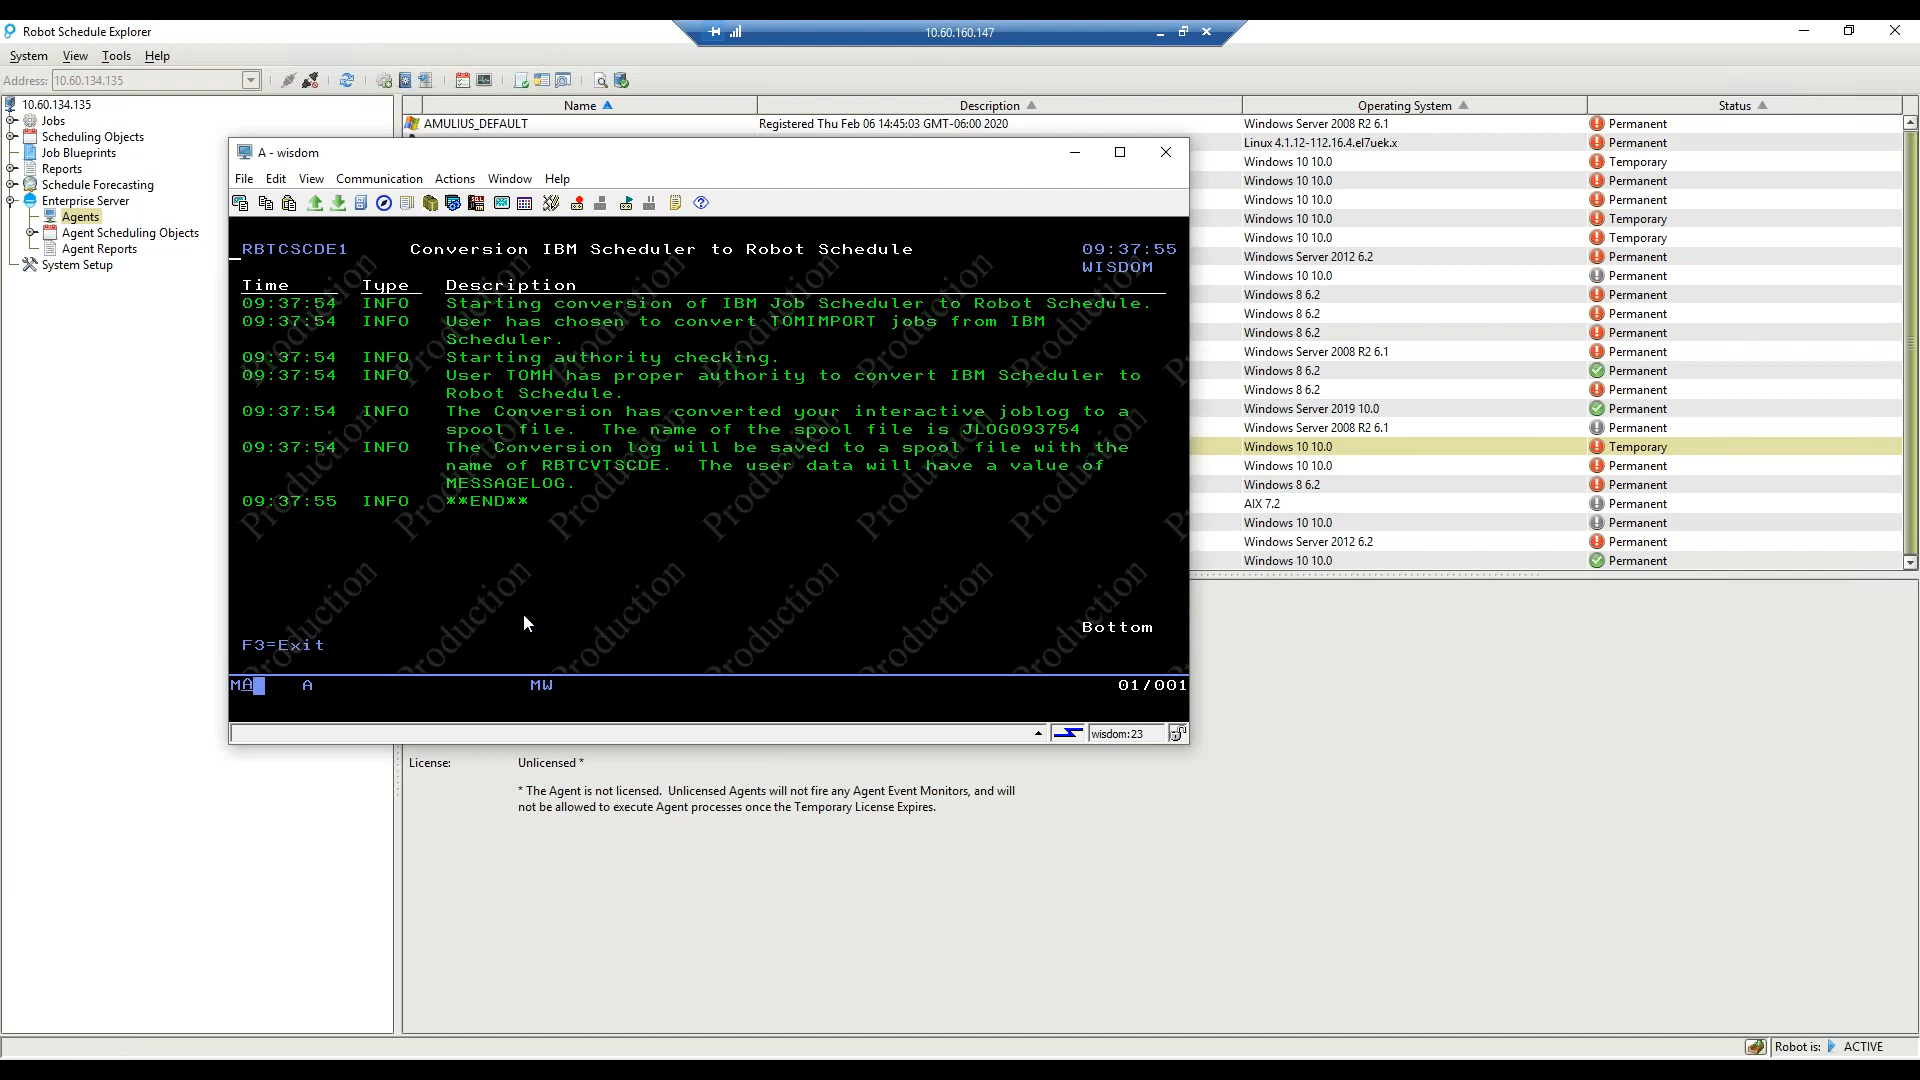 Robot Schedule Explorer
10.60.160.147
System View Tools Help
Address: 10.60.134.135
10.60.134.135
Jobs
Scheduling Objects
Job Blueprints
Reports
Schedule Forecasting
Enterprise Server
Agents
Agent Scheduling Objects
Agent Reports
System Setup
Name Description Operating System Status
AMULIUS_DEFAULT Registered Thu Feb 06 14:45:03 GMT-06:00 2020 Windows Server 2008 R2 6.1 Permanent
Linux 4.1.12-112.16.4.el7uek.x Permanent
Windows 10 10.0 Temporary
Windows 10 10.0 Permanent
Windows 10 10.0 Permanent
Windows 10 10.0 Temporary
Windows 10 10.0 Temporary
Windows Server 2012 6.2 Permanent
Windows 10 10.0 Permanent
Windows 8 6.2 Permanent
Windows 8 6.2 Permanent
Windows 8 6.2 Permanent
Windows Server 2008 R2 6.1 Permanent
Windows 8 6.2 Permanent
Windows 8 6.2 Permanent
Windows Server 2019 10.0 Permanent
Windows Server 2008 R2 6.1 Permanent
Windows 10 10.0 Temporary
Windows 10 10.0 Permanent
Windows 8 6.2 Permanent
AIX 7.2 Permanent
Windows 10 10.0 Permanent
Windows Server 2012 6.2 Permanent
Windows 10 10.0 Permanent
A - wisdom
File Edit View Communication Actions Window Help
RBTCSCDE1 Conversion IBM Scheduler to Robot Schedule 09:37:55
WISDOM
Time Type Description
09:37:54 INFO Starting conversion of IBM Job Scheduler to Robot Schedule.
09:37:54 INFO User has chosen to convert TOMIMPORT jobs from IBM
Scheduler.
09:37:54 INFO Starting authority checking.
09:37:54 INFO User TOMH has proper authority to convert IBM Scheduler to
Robot Schedule.
09:37:54 INFO The Conversion has converted your interactive joblog to a
spool file. The name of the spool file is JLOG093754
09:37:54 INFO The Conversion log will be saved to a spool file with the
name of RBTCVTSCDE. The user data will have a value of
MESSAGELOG.
09:37:55 INFO **END**
Bottom
F3=Exit
MA A MW 01/001
wisdom:23
Production Production Production Production Production
Production Production Production Production Production Production
Production Production Production Production Production Production
License: Unlicensed *
* The Agent is not licensed. Unlicensed Agents will not fire any Agent Event Monitors, and will
not be allowed to execute Agent processes once the Temporary License Expires.
Robot is: ACTIVE